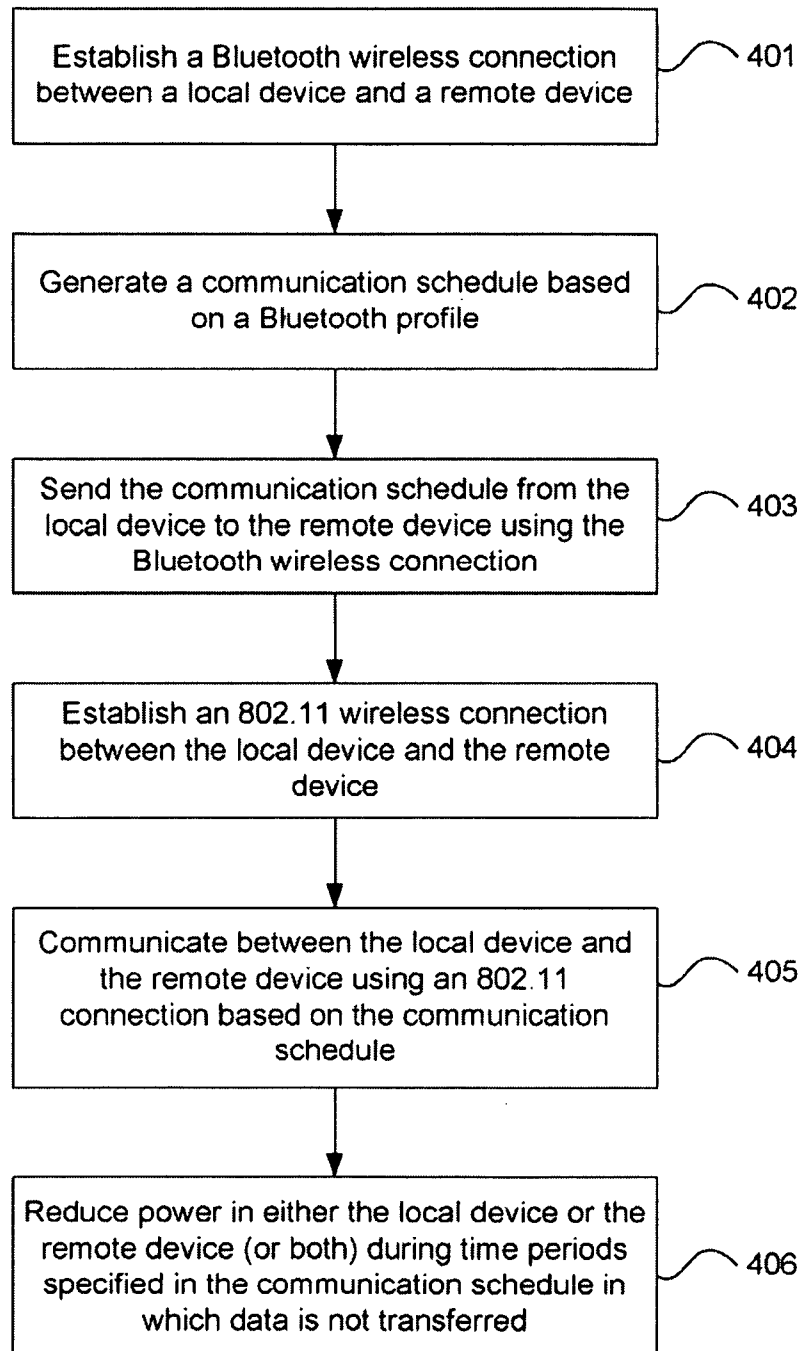 Establish a Bluetooth wireless connection
between a local device and a remote device
401
Generate a communication schedule based
on a Bluetooth profile
402
Send the communication schedule from the
local device to the remote device using the
Bluetooth wireless connection
403
Establish an 802.11 wireless connection
between the local device and the remote
device
404
Communicate between the local device and
the remote device using an 802.11
connection based on the communication
schedule
405
Reduce power in either the local device or the
remote device (or both) during time periods
specified in the communication schedule in
which data is not transferred
406